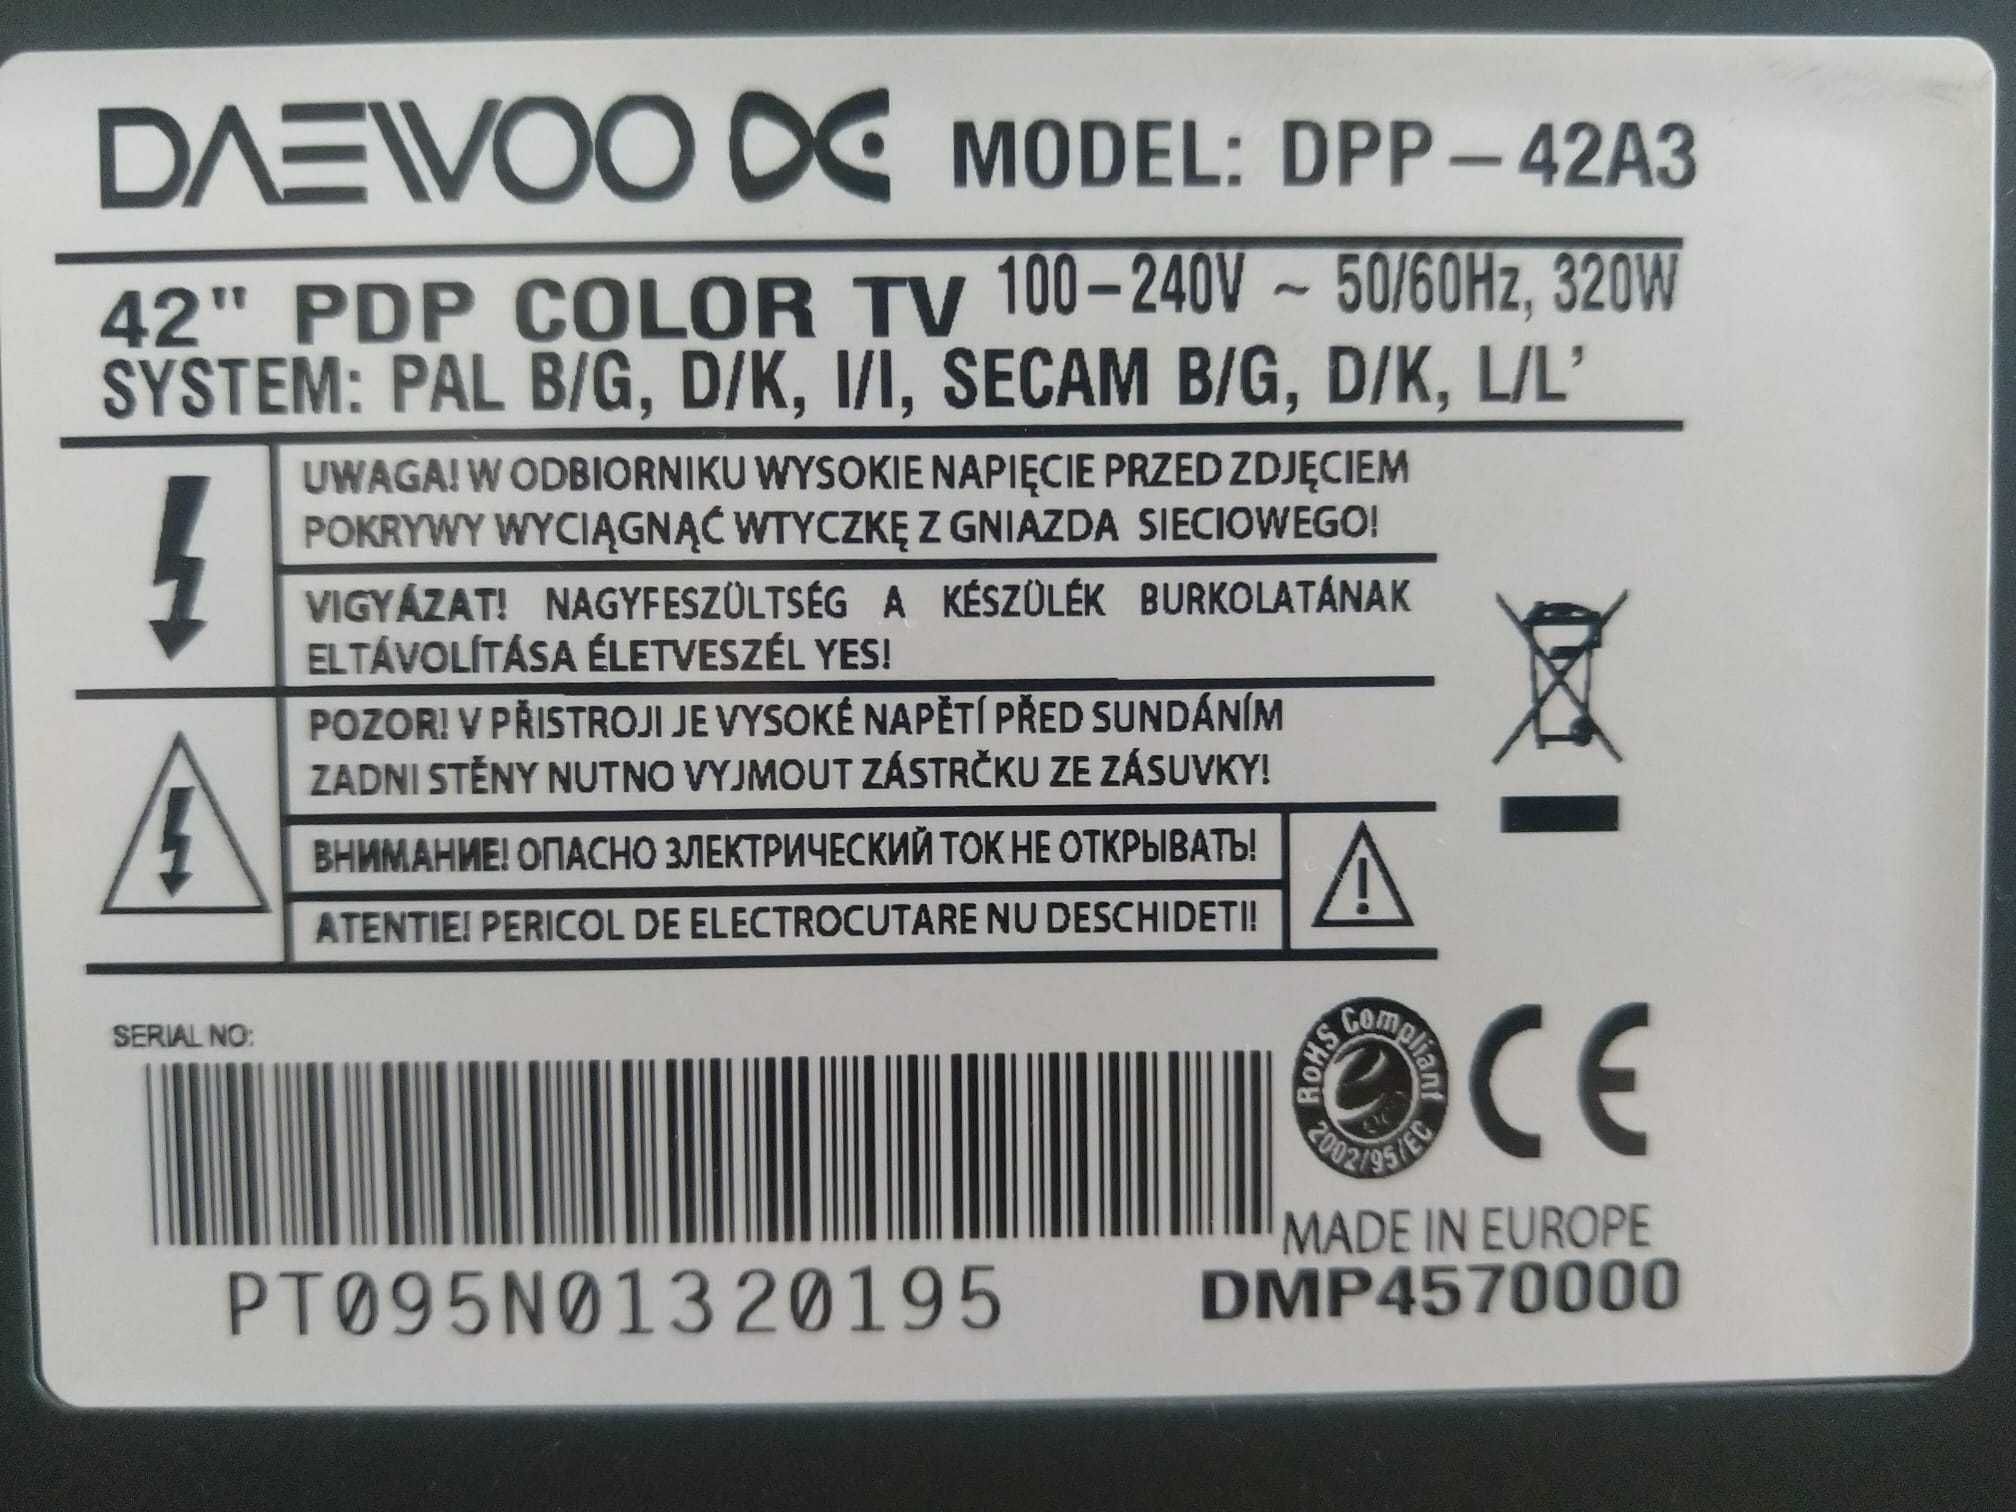 DAEWOO MODEL: DPP-42A3
42" PDP COLOR TV 100-240V ~ 50/60Hz, 320W
SYSTEM: PAL B/G, D/K, I/I, SECAM B/G, D/K, L/L'
UWAGA! W ODBIORNIKU WYSOKIE NAPIĘCIE PRZED ZDJĘCIEM
POKRYWY WYCIĄGNĄĆ WTYCZKĘ Z GNIAZDA SIECIOWEGO!
VIGYÁZAT! NAGYFESZÜLTSÉG A KÉSZÜLÉK BURKOLATÁNAK
ELTÁVOLÍTÁSA ÉLETVESZÉL YES!
POZOR! V PŘISTROJI JE VYSOKÉ NAPĚTÍ PŘED SUNDÁNÍM
ZADNI STĚNY NUTNO VYJMOUT ZÁSTRČKU ZE ZÁSUVKY!
ВНИМАНИЕ! ОПАСНО ЗЛЕКТРИЧЕСКИЙ ТОК НЕ ОТКРЫВАТЬ!
ATENTIE! PERICOL DE ELECTROCUTARE NU DESCHIDETI!
SERIAL NO:
RoHS Compliant
2002/95/EC
CE
MADE IN EUROPE
PT095N01320195
DMP4570000